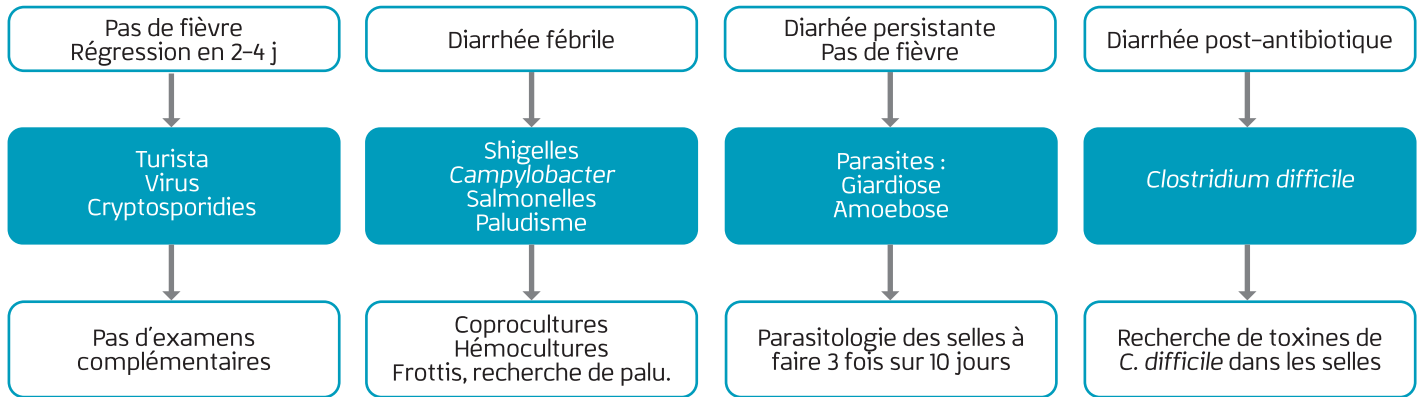 Pas de fièvre
Régression en 2–4 j
Diarrhée fébrile
Diarhée persistante
Pas de fièvre
Diarrhée post-antibiotique
Turista
Virus
Cryptosporidies
Shigelles
Campylobacter
Salmonelles
Paludisme
Parasites :
Giardiose
Amoebose
Clostridium difficile
Pas d'examens
complémentaires
Coprocultures
Hémocultures
Frottis, recherche de palu.
Parasitologie des selles à
faire 3 fois sur 10 jours
Recherche de toxines de
C. difficile dans les selles